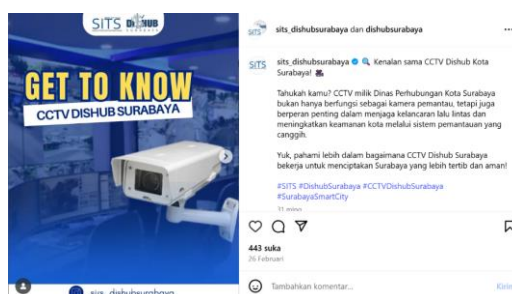 SITS DISHUB
SURABAYA
GET TO KNOW
CCTV DISHUB SURABAYA
sits_dishubsurabaya
sits_dishubsurabaya dan dishubsurabaya
SITS
sits_dishubsurabaya 🔍 Kenalan sama CCTV Dishub Kota
Surabaya!
Tahukah kamu? CCTV milik Dinas Perhubungan Kota Surabaya
bukan hanya berfungsi sebagai kamera pemantau, tetapi juga
berperan penting dalam menjaga kelancaran lalu lintas dan
meningkatkan keamanan kota melalui sistem pemantauan yang
canggih.
Yuk, pahami lebih dalam bagaimana CCTV Dishub Surabaya
bekerja untuk menciptakan Surabaya yang lebih tertib dan aman!
#SITS #DishubSurabaya #CCTVDishubSurabaya
#SurabayaSmartCity
11 mggu
443 suka
26 Februari
Tambahkan komentar...
Kirim